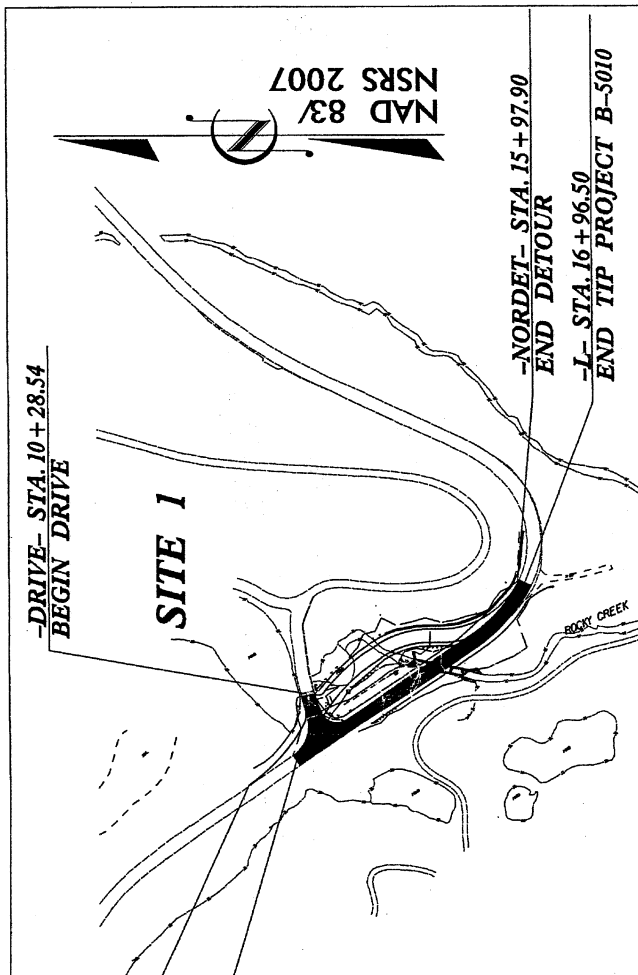 NAD 83/
NSRS 2007
-DRIVE- STA. 10+28.54
BEGIN DRIVE
SITE 1
-NORDET- STA. 15+97.90
END DETOUR
-L- STA. 16+96.50
END TIP PROJECT B-5010
ROCKY CREEK